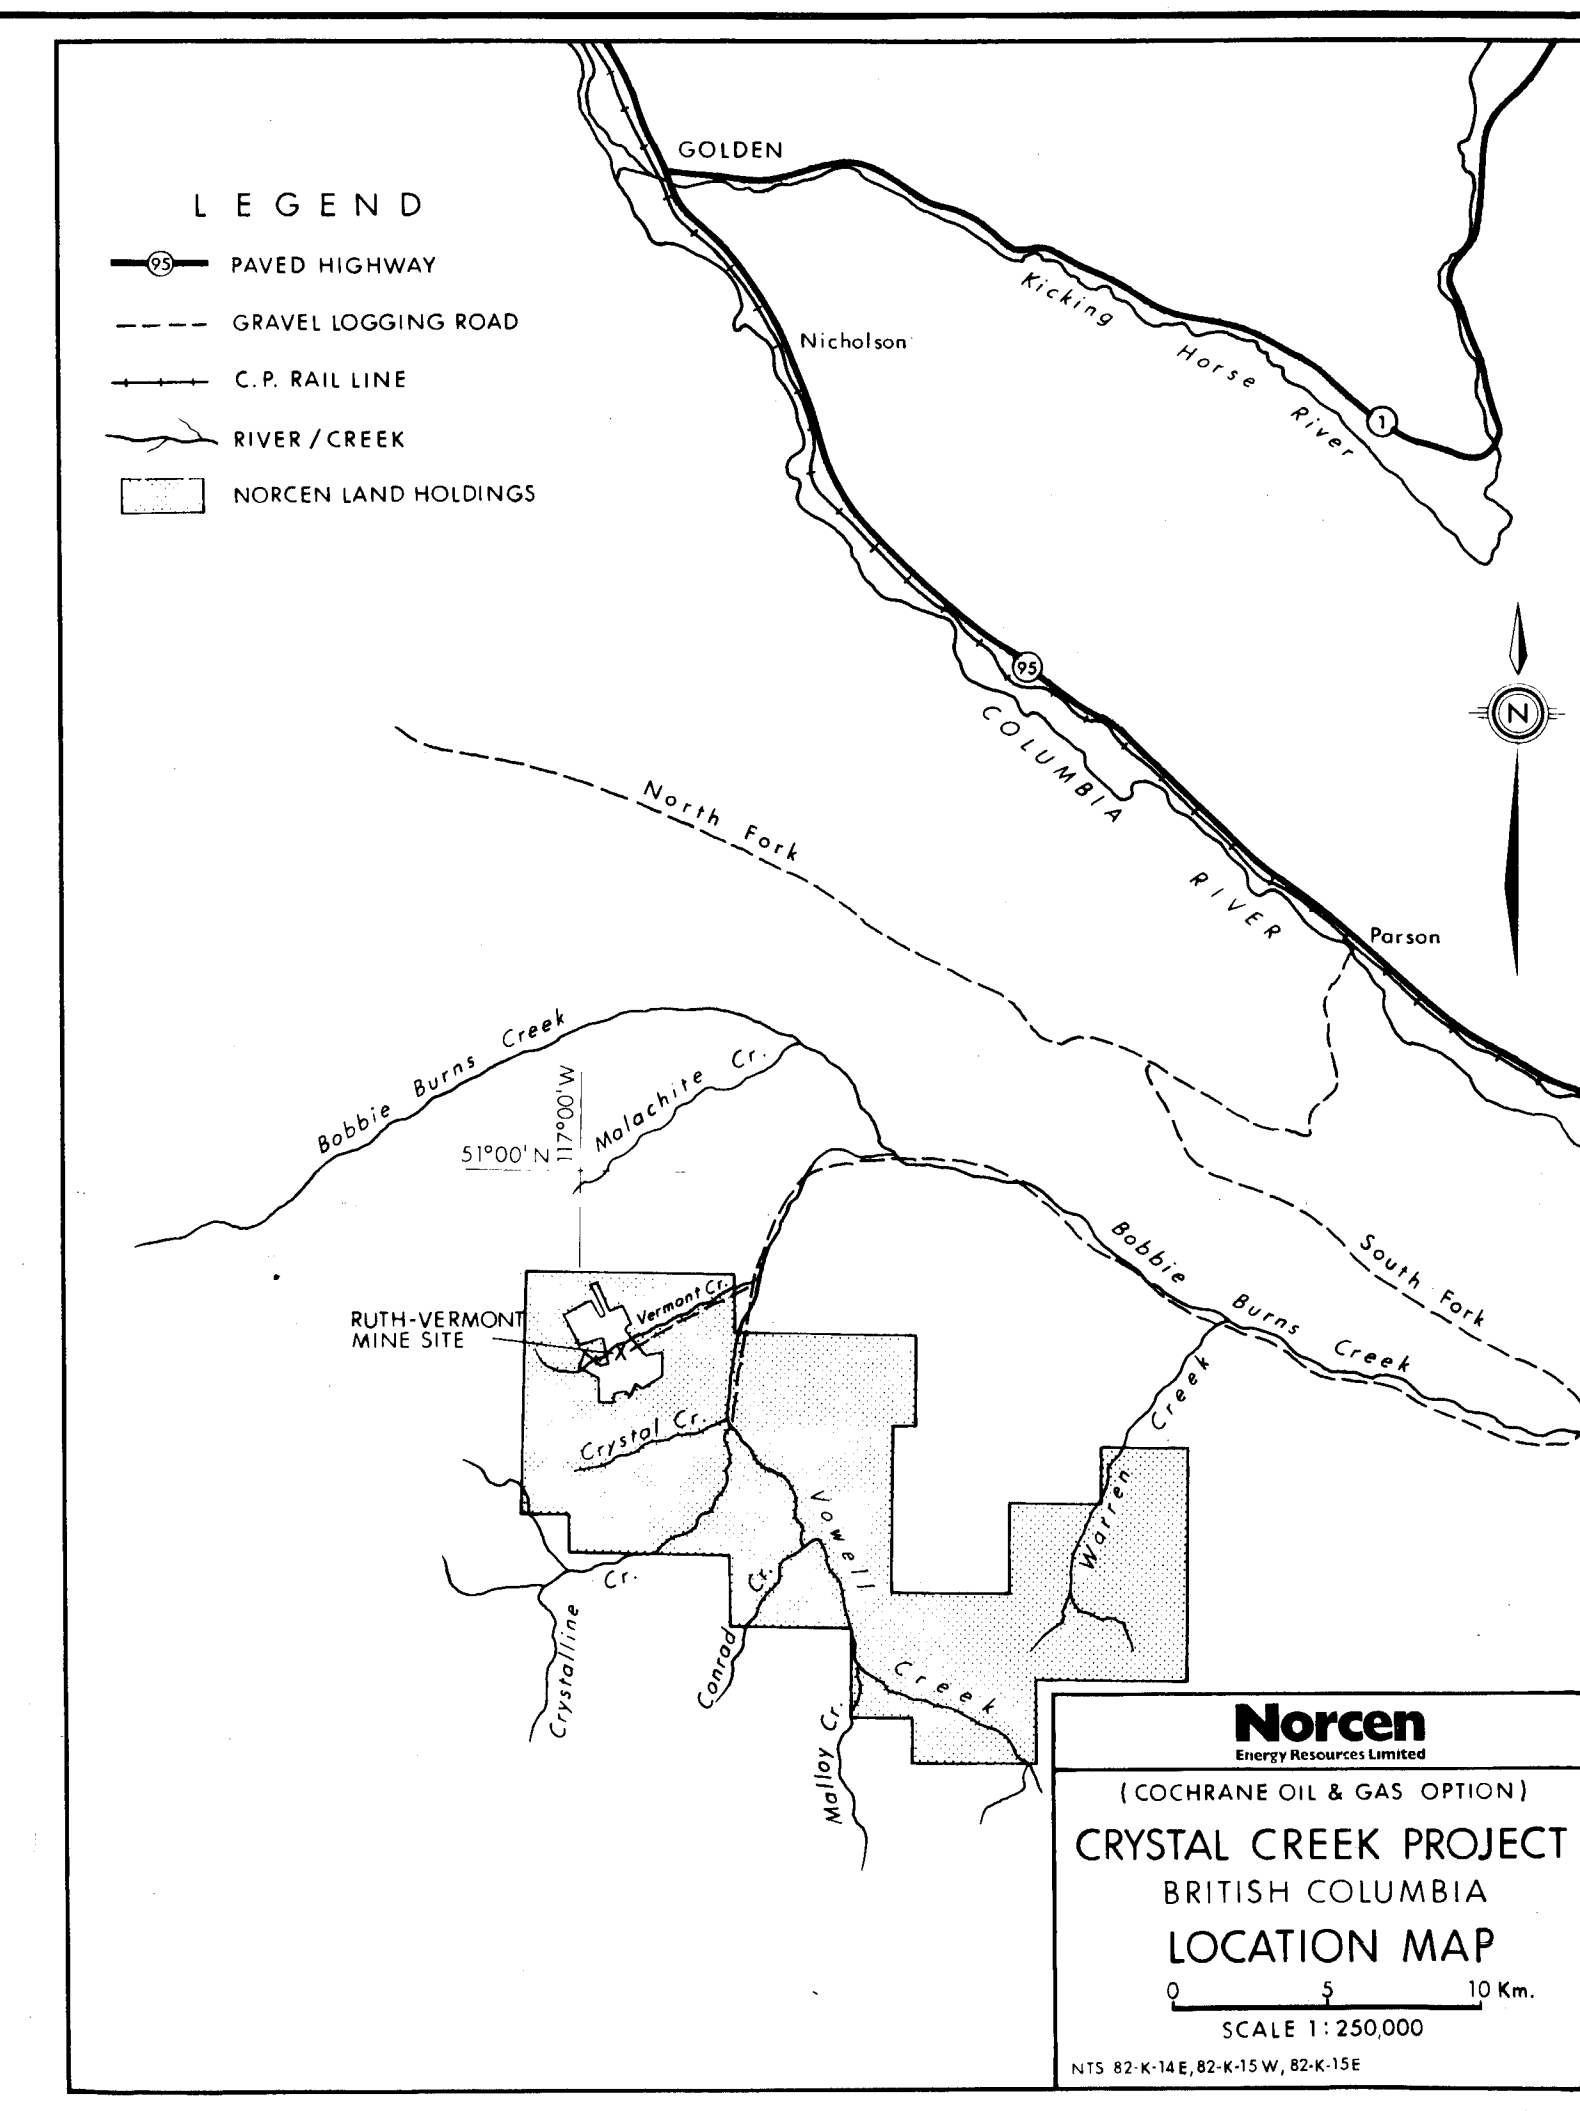 GOLDEN
LEGEND
95 PAVED HIGHWAY
GRAVEL LOGGING ROAD
C.P. RAIL LINE
RIVER/CREEK
NORCEN LAND HOLDINGS
Nicholson
Kicking Horse River
1
95
COLUMBIA RIVER
N
North Fork
Parson
Bobbie Burns Creek
Malachite Cr.
117°00'W
51°00'N
Bobbie Burns Creek
South Fork
RUTH-VERMONT
MINE SITE
Vermont Cr.
Crystal Cr.
Vowell Creek
Warren Creek
Crystalline Cr.
Conrad Cr.
Malloy Cr.
Norcen
Energy Resources Limited
(COCHRANE OIL & GAS OPTION)
CRYSTAL CREEK PROJECT
BRITISH COLUMBIA
LOCATION MAP
0 5 10 Km.
SCALE 1:250,000
NTS 82-K-14E, 82-K-15W, 82-K-15E